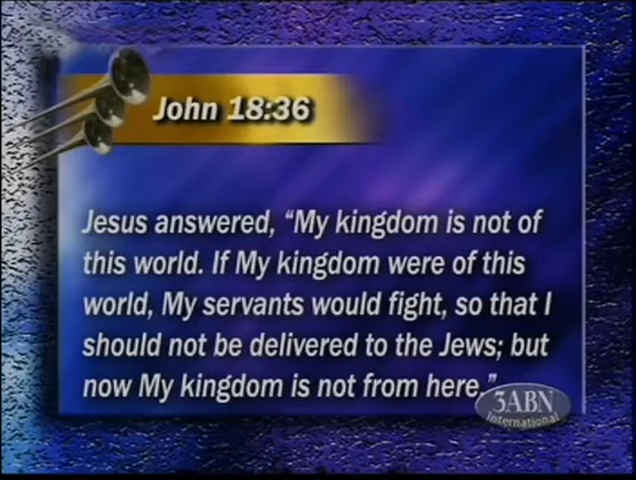 John 18:36
Jesus answered, “My kingdom is not of
this world. If My kingdom were of this
world, My servants would fight, so that I
should not be delivered to the Jews; but
now My kingdom is not from here.”
3ABN
International